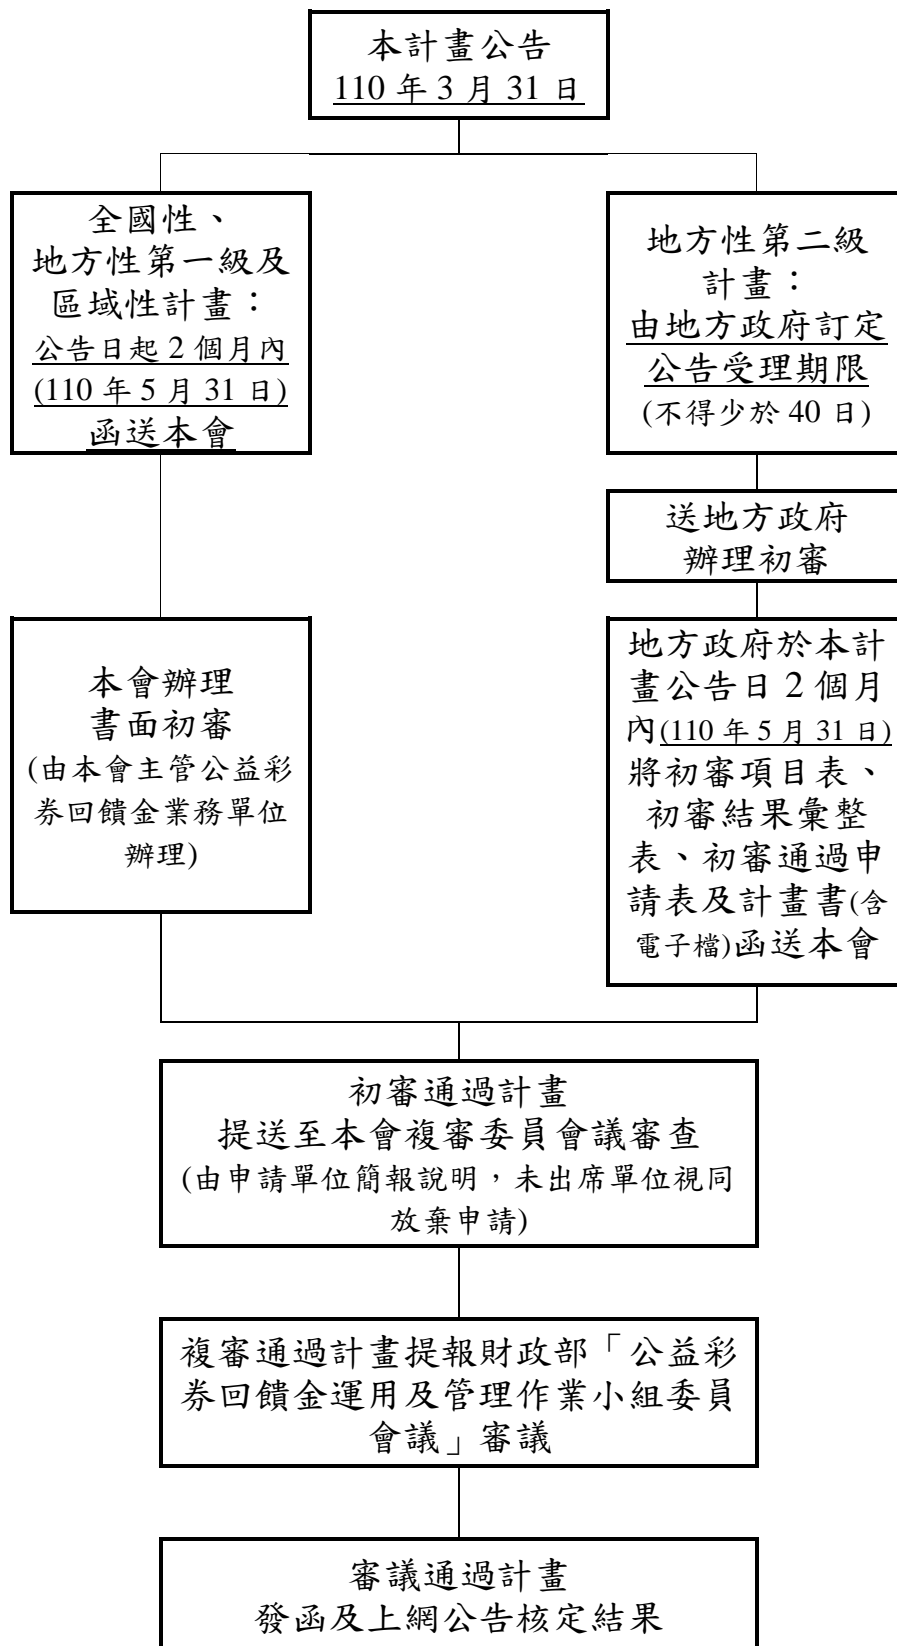 本計畫公告
110 年 3 月 31 日
全國性、
地方性第一級及
區域性計畫：
公告日起 2 個月內
(110 年 5 月 31 日)
函送本會
地方性第二級
計畫：
由地方政府訂定
公告受理期限
(不得少於 40 日)
送地方政府
辦理初審
本會辦理
書面初審
(由本會主管公益彩
券回饋金業務單位
辦理)
地方政府於本計
畫公告日 2 個月
內(110 年 5 月 31 日)
將初審項目表、
初審結果彙整
表、初審通過申
請表及計畫書(含
電子檔)函送本會
初審通過計畫
提送至本會複審委員會議審查
(由申請單位簡報說明，未出席單位視同
放棄申請)
複審通過計畫提報財政部「公益彩
券回饋金運用及管理作業小組委員
會議」審議
審議通過計畫
發函及上網公告核定結果